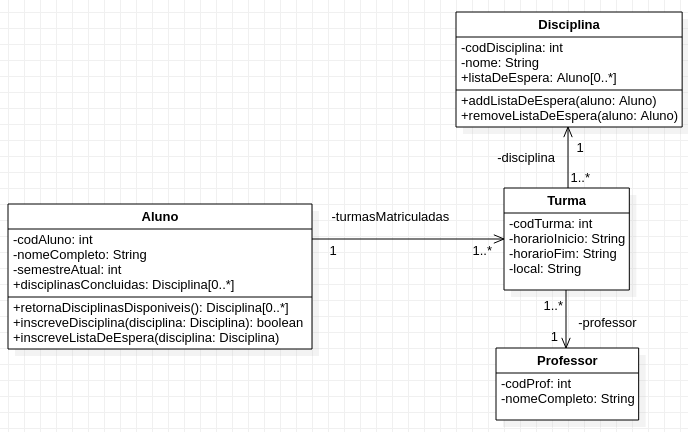 Disciplina
-codDisciplina: int
-nome: String
+listaDeEspera: Aluno[0..*]
+addListaDeEspera(aluno: Aluno)
+removeListaDeEspera(aluno: Aluno)
1
-disciplina
1..*
Turma
-codTurma: int
-horarioInicio: String
-horarioFim: String
-local: String
Aluno
-codAluno: int
-nomeCompleto: String
-semestreAtual: int
+disciplinasConcluidas: Disciplina[0..*]
+retornaDisciplinasDisponiveis(): Disciplina[0..*]
+inscreveDisciplina(disciplina: Disciplina): boolean
+inscreveListaDeEspera(disciplina: Disciplina)
-turmasMatriculadas
1
1..*
1..*
-professor
1
Professor
-codProf: int
-nomeCompleto: String